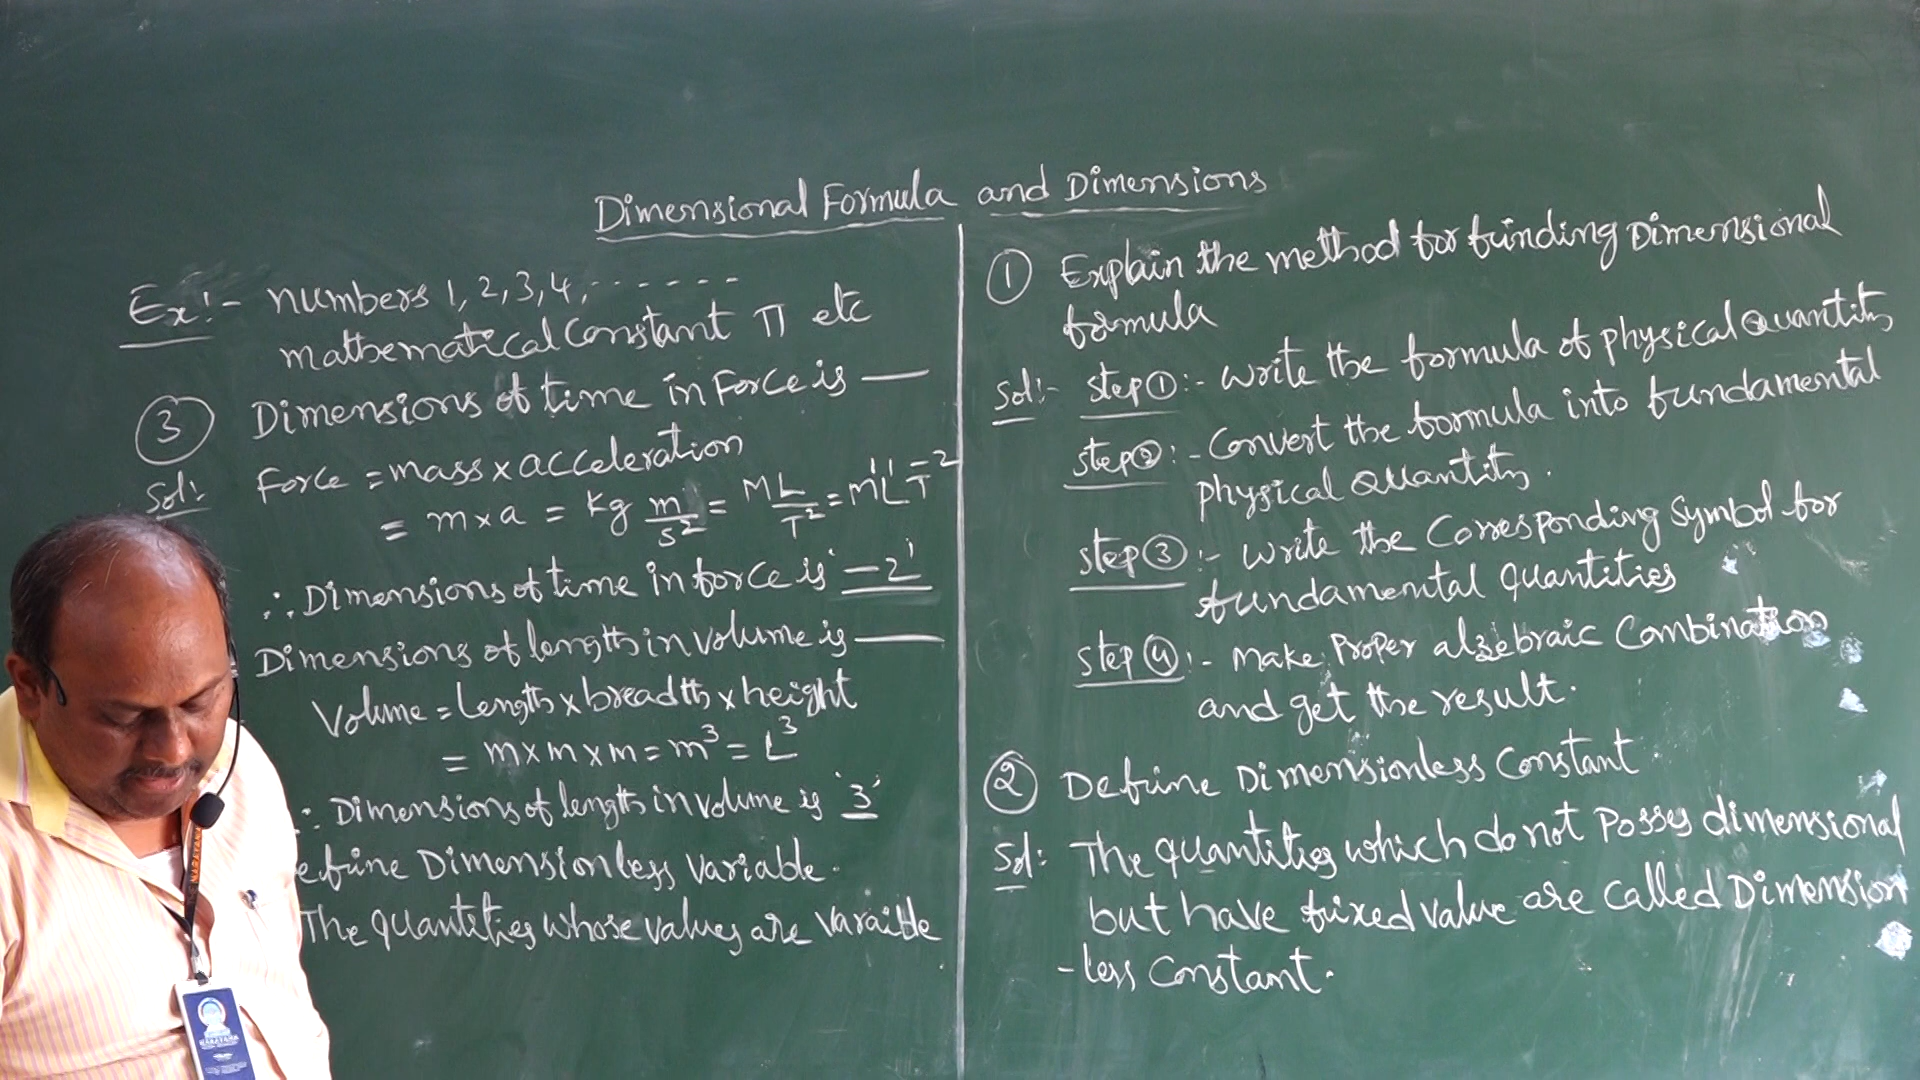 Dimensional Formula and Dimensions
Ex:- numbers 1, 2, 3, 4, .......
mathematical Constant π etc
③ Dimensions of time in Force is —
Sol: Force = mass × acceleration
= m × a = Kg m/s² = ML/T² = M¹L¹T⁻²
∴ Dimensions of time in force is '-2'
Dimensions of length in volume is —
Volume = length × breadth × height
= m × m × m = m³ = L³
∴ Dimensions of length in volume is '3'
efine Dimensionless variable.
The quantities whose values are varaible
① Explain the method for finding Dimensional
formula
Sol:- Step①:- Write the formula of physical Quantity
Step②:- Convert the formula into fundamental
physical Quantity.
Step③:- Write the Corresponding Symbol for
fundamental quantities
Step④:- Make Proper algebraic Combination
and get the result.
② Define Dimensionless Constant.
Sol: The quantities which do not Posses dimensional
but have fixed value are called Dimension
-less Constant.
NARAYANA